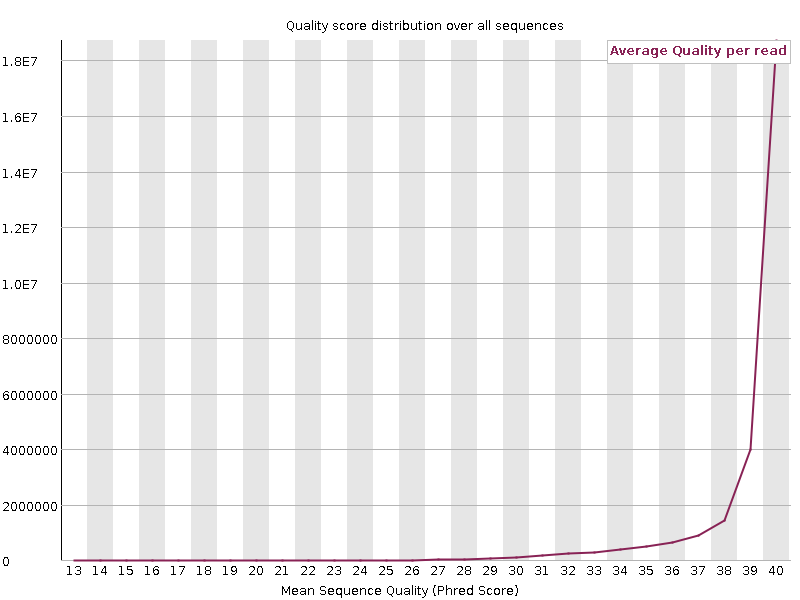 Quality score distribution over all sequences
Average Quality per read
1.8E7
1.6E7
1.4E7
1.2E7
1.0E7
8000000
6000000
4000000
2000000
0
13 14 15 16 17 18 19 20 21 22 23 24 25 26 27 28 29 30 31 32 33 34 35 36 37 38 39 40
Mean Sequence Quality (Phred Score)